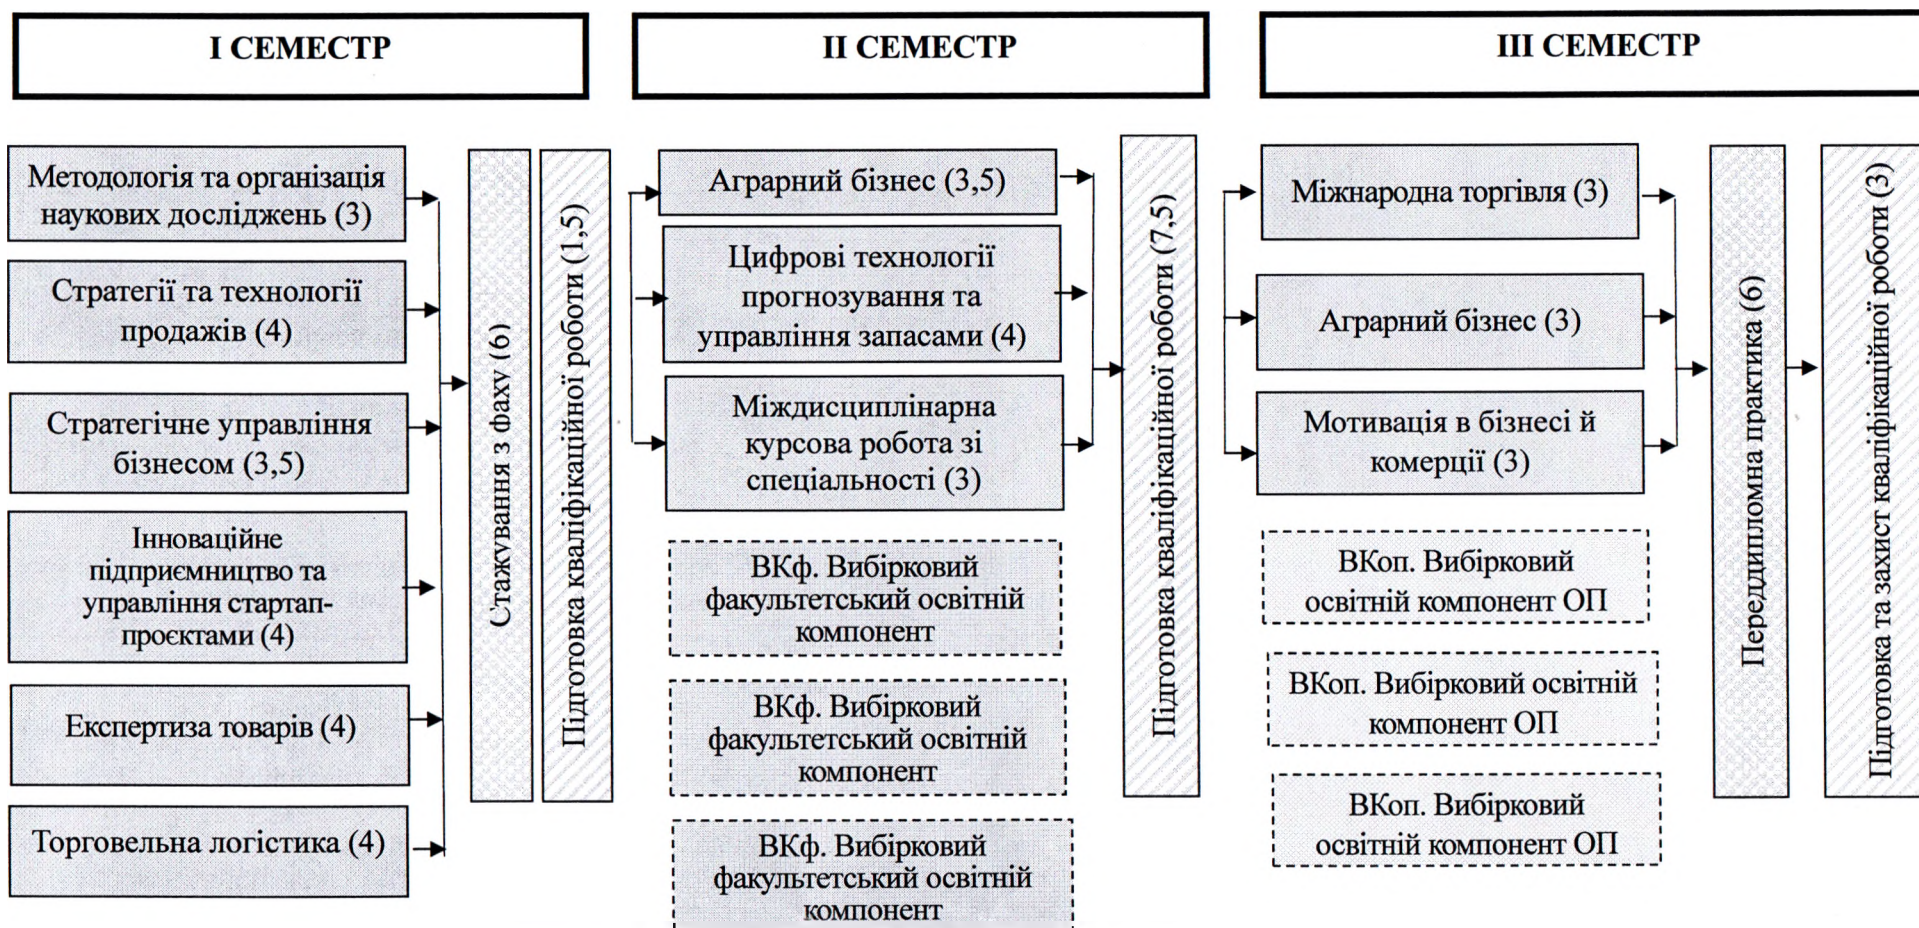 І СЕМЕСТР
Методологія та організація
наукових досліджень (3)
Стратегії та технології
продажів (4)
Стратегічне управління
бізнесом (3,5)
Інноваційне
підприємництво та
управління стартап-
проєктами (4)
Експертиза товарів (4)
Торговельна логістика (4)
Стажування з фаху (6)
Підготовка кваліфікаційної роботи (1,5)
ІІ СЕМЕСТР
Аграрний бізнес (3,5)
Цифрові технології
прогнозування та
управління запасами (4)
Міждисциплінарна
курсова робота зі
спеціальності (3)
ВКф. Вибірковий
факультетський освітній
компонент
ВКф. Вибірковий
факультетський освітній
компонент
ВКф. Вибірковий
факультетський освітній
компонент
Підготовка кваліфікаційної роботи (7,5)
ІІІ СЕМЕСТР
Міжнародна торгівля (3)
Аграрний бізнес (3)
Мотивація в бізнесі й
комерції (3)
ВКоп. Вибірковий
освітній компонент ОП
ВКоп. Вибірковий освітній
компонент ОП
ВКоп. Вибірковий
освітній компонент ОП
Переддипломна практика (6)
Підготовка та захист кваліфікаційної роботи (3)